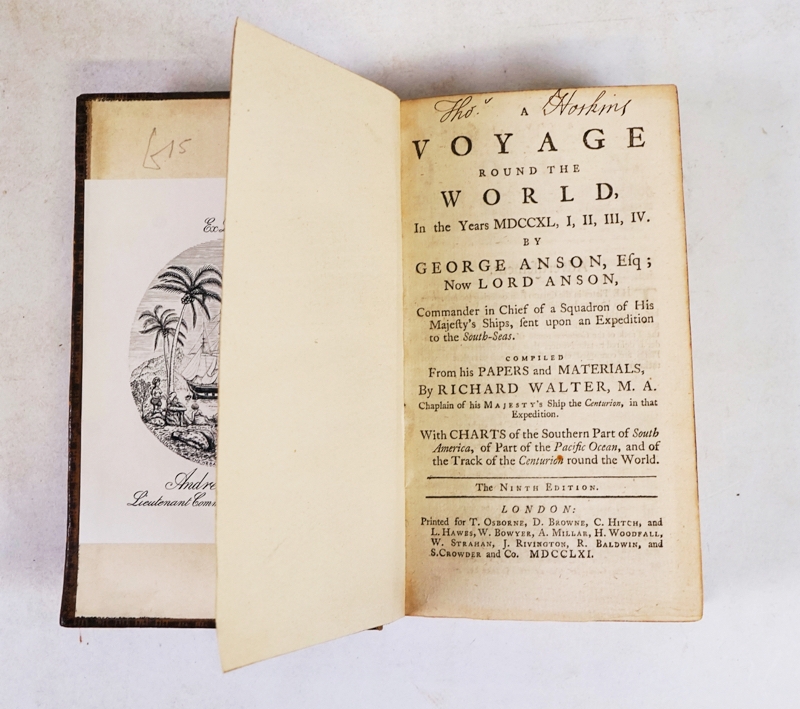 £15
Andre
Lieutenant Comm
Thos. A Hoskins
VOYAGE
ROUND THE
WORLD,
In the Years MDCCXL, I, II, III, IV.
BY
GEORGE ANSON, Eſq;
Now LORD ANSON,
Commander in Chief of a Squadron of His
Majeſty's Ships, ſent upon an Expedition
to the South-Seas.
COMPILED
From his PAPERS and MATERIALS,
By RICHARD WALTER, M. A.
Chaplain of his MAJESTY's Ship the Centurion, in that
Expedition.
With CHARTS of the Southern Part of South
America, of Part of the Pacific Ocean, and of
the Track of the Centurion round the World.
The NINTH EDITION.
LONDON:
Printed for T. OSBORNE, D. BROWNE, C. HITCH, and
L. HAWES, W. BOWYER, A. MILLAR, H. WOODFALL,
W. STRAHAN, J. RIVINGTON, R. BALDWIN, and
S. CROWDER and Co. MDCCLXI.